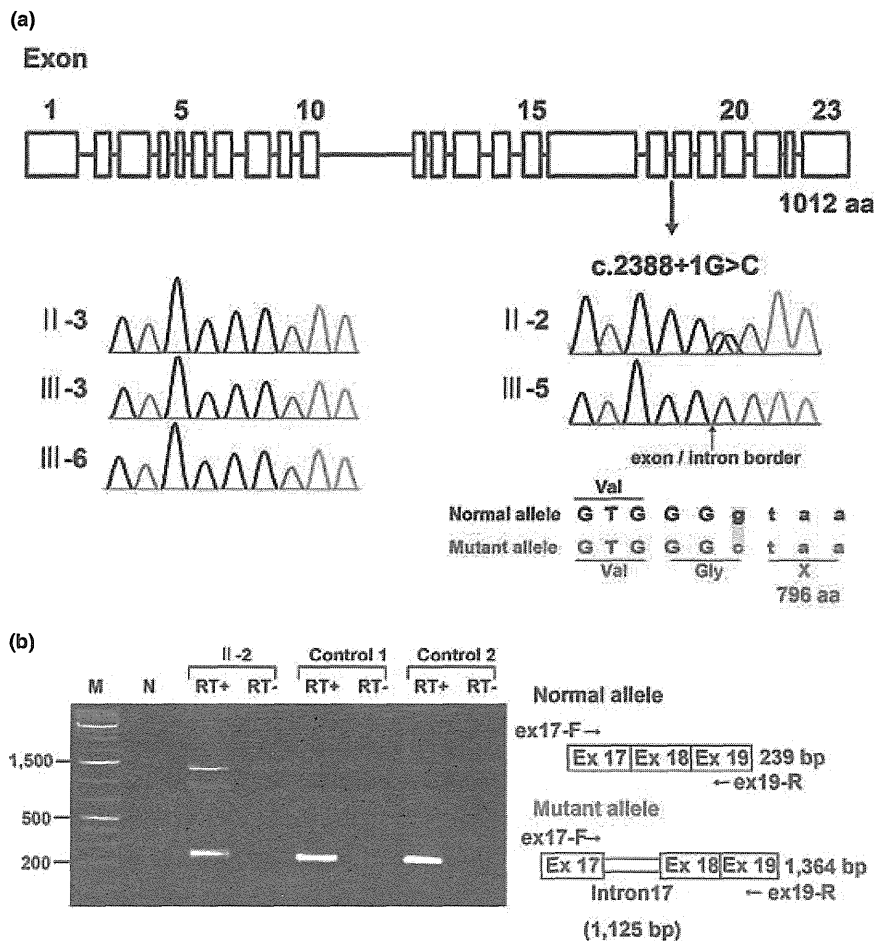 (a)
Exon
1 5 10 15 20 23
1012 aa
c.2388+1G>C
II-3
II-2
III-3
III-5
III-6
exon / intron border
Val
Normal allele G T G G G g t a a
Mutant allele G T G G G c t a a
Val Gly X
796 aa
(b)
II-2 Control 1 Control 2
M N RT+ RT- RT+ RT- RT+ RT-
1,500
500
200
Normal allele
ex17-F→
Ex 17 Ex 18 Ex 19 239 bp
←ex19-R
Mutant allele
ex17-F→
Ex 17 Ex 18 Ex 19 1,364 bp
Intron17 ←ex19-R
(1,125 bp)